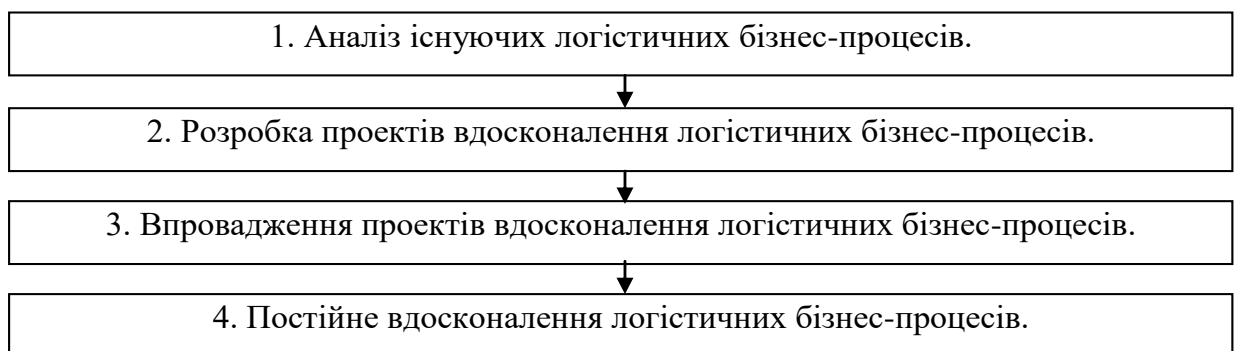 1. Аналіз існуючих логістичних бізнес-процесів.
2. Розробка проектів вдосконалення логістичних бізнес-процесів.
3. Впровадження проектів вдосконалення логістичних бізнес-процесів.
4. Постійне вдосконалення логістичних бізнес-процесів.